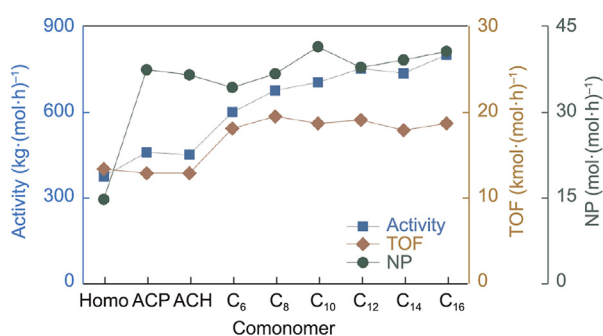 900
600
300
0
Activity (kg·(mol·h)⁻¹)
30
20
10
0
TOF (kmol·(mol·h)⁻¹)
45
30
15
0
NP (mol·(mol·h)⁻¹)
Activity
TOF
NP
Homo ACP ACH C₆ C₈ C₁₀ C₁₂ C₁₄ C₁₆
Comonomer